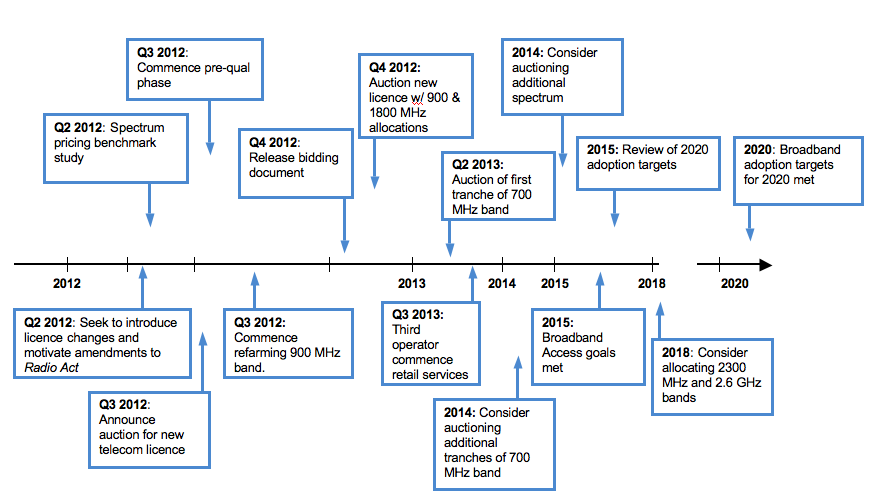 Q3 2012:
Commence pre-qual
phase
Q4 2012:
Auction new
licence w/ 900 &
1800 MHz
allocations
2014: Consider
auctioning
additional
spectrum
Q2 2012: Spectrum
pricing benchmark
study
Q4 2012:
Release bidding
document
Q2 2013:
Auction of first
tranche of 700
MHz band
2015: Review of 2020
adoption targets
2020: Broadband
adoption targets
for 2020 met
2012
2013
2014
2015
2018
2020
Q2 2012: Seek to introduce
licence changes and
motivate amendments to
Radio Act
Q3 2012:
Commence
refarming 900 MHz
band.
Q3 2013:
Third
operator
commence
retail services
2015:
Broadband
Access goals
met
2018: Consider
allocating 2300
MHz and 2.6 GHz
bands
Q3 2012:
Announce
auction for new
telecom licence
2014: Consider
auctioning
additional
tranches of 700
MHz band